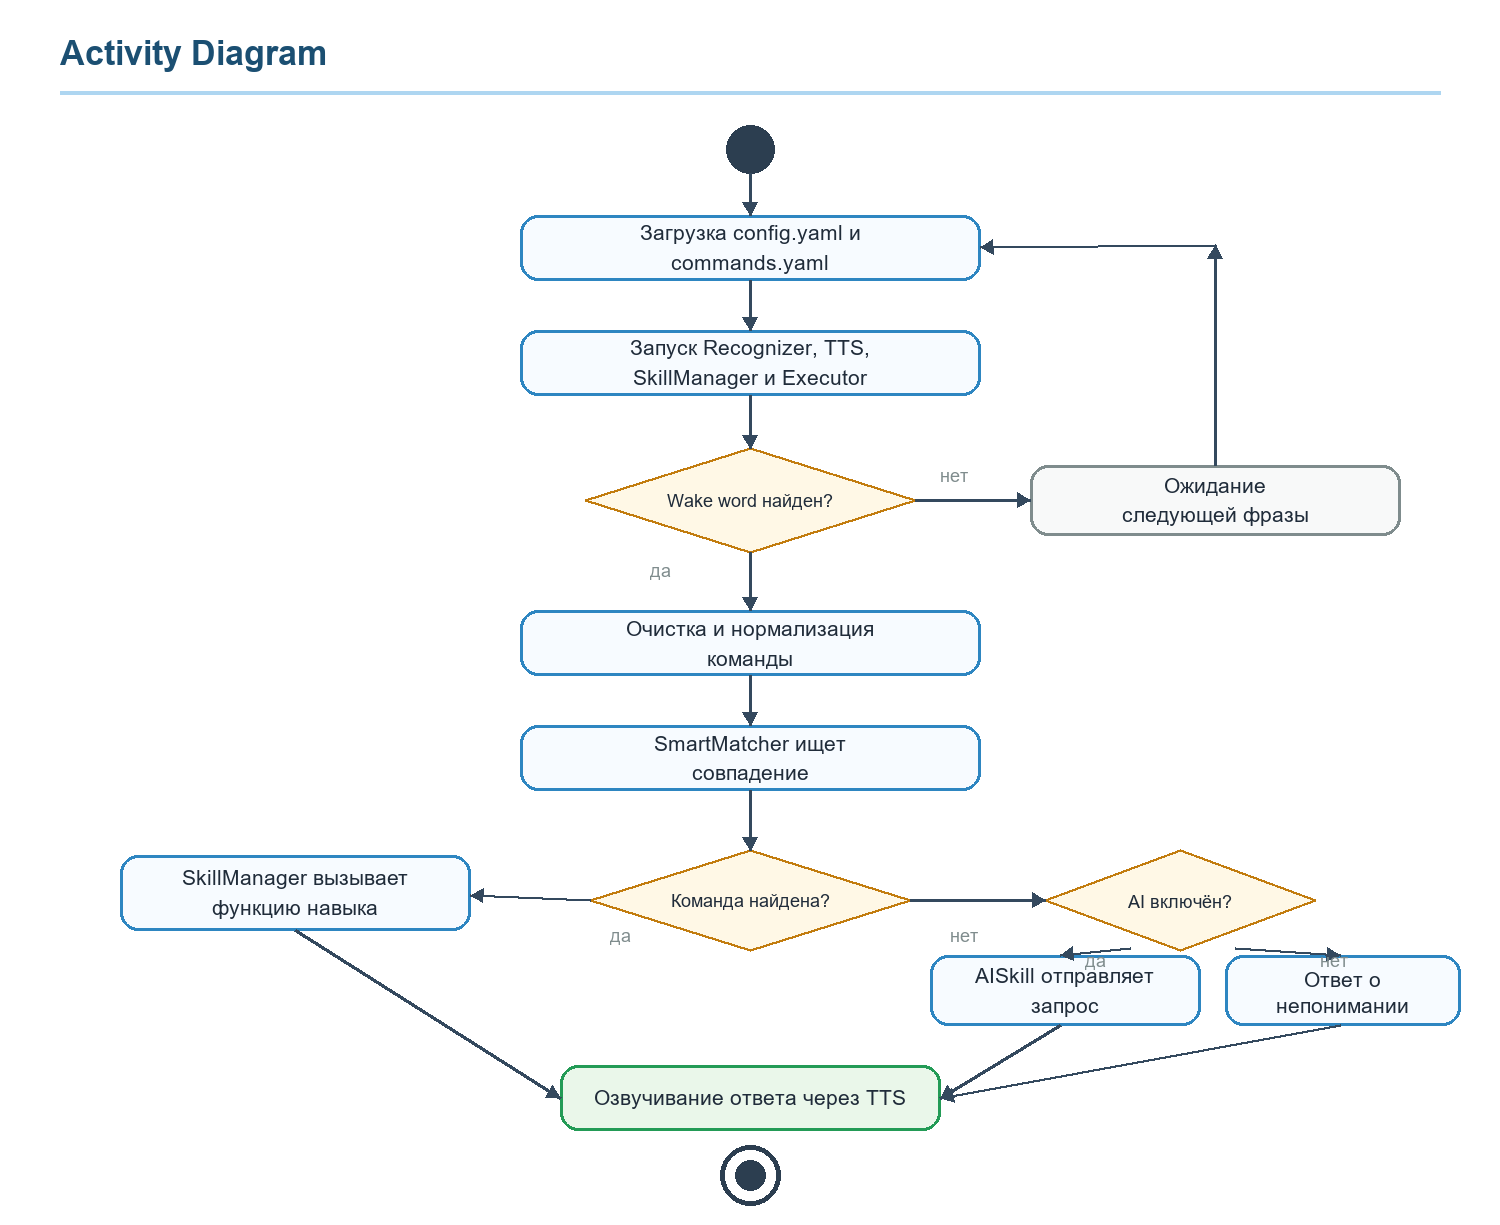 Activity Diagram
Загрузка config.yaml и
commands.yaml
Запуск Recognizer, TTS,
SkillManager и Executor
Wake word найден?
нет
Ожидание
следующей фразы
да
Очистка и нормализация
команды
SmartMatcher ищет
совпадение
SkillManager вызывает
функцию навыка
да
Команда найдена?
нет
AI включён?
да
AISkill отправляет
запрос
нет
Ответ о
непонимании
Озвучивание ответа через TTS